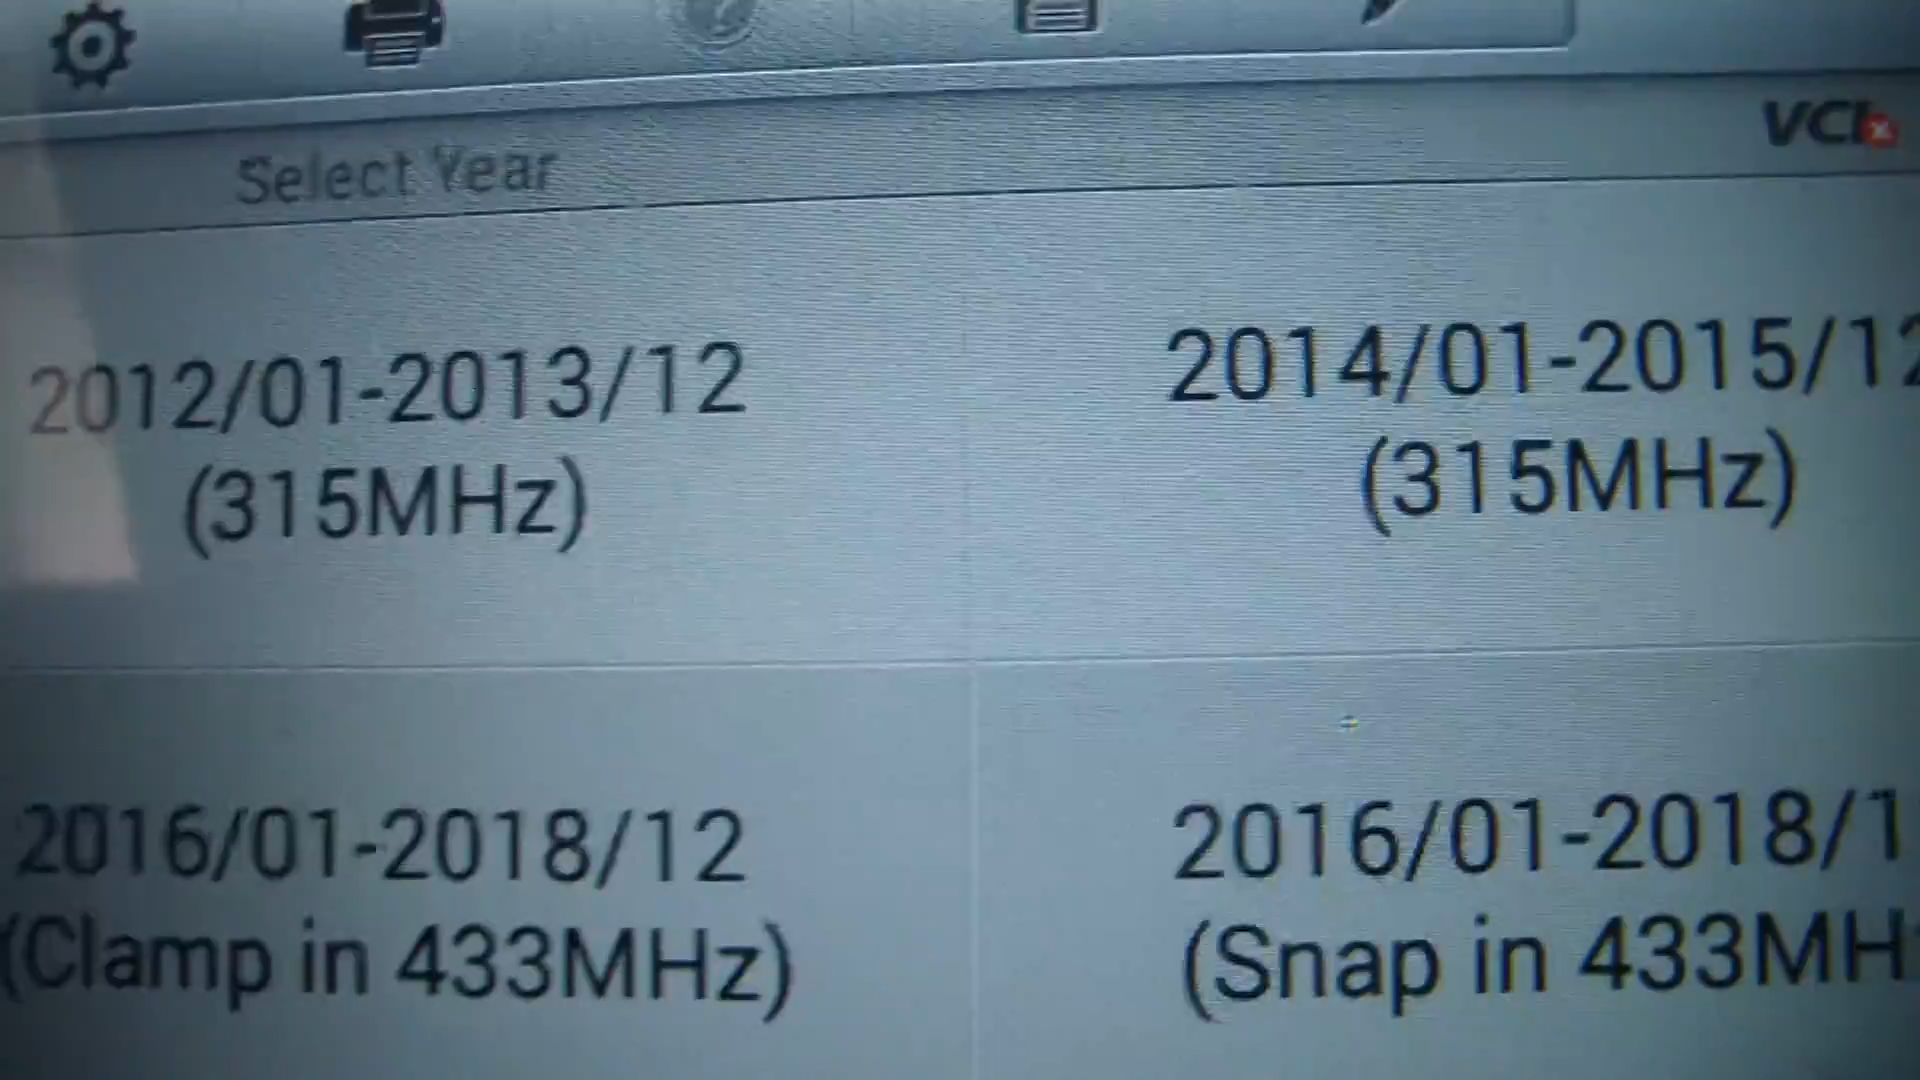 Select Year
VCI
2012/01-2013/12
(315MHz)
2014/01-2015/12
(315MHz)
2016/01-2018/12
(Clamp in 433MHz)
2016/01-2018/1
(Snap in 433MH